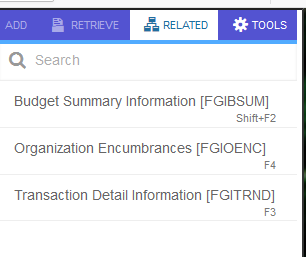 ADD RETRIEVE RELATED TOOLS
Search
Budget Summary Information [FGIBSUM]
Shift+F2
Organization Encumbrances [FGIOENC]
F4
Transaction Detail Information [FGITRND]
F3